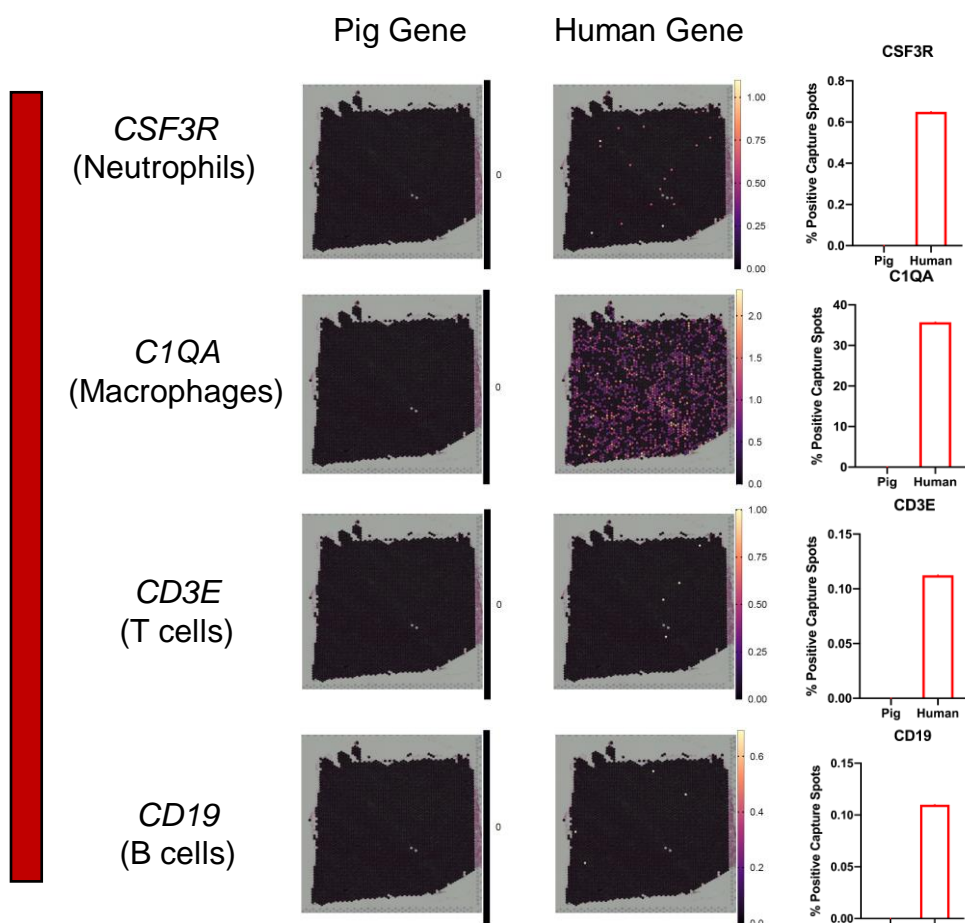 Pig Gene
Human Gene
CSF3R
(Neutrophils)
0
1.00
0.75
0.50
0.25
0.00
CSF3R
% Positive Capture Spots
0.8
0.6
0.4
0.2
0.0
Pig Human
C1QA
(Macrophages)
0
2.0
1.5
1.0
0.5
0.0
C1QA
% Positive Capture Spots
40
30
20
10
0
Pig Human
CD3E
(T cells)
0
1.00
0.75
0.50
0.25
0.00
CD3E
% Positive Capture Spots
0.15
0.10
0.05
0.00
Pig Human
CD19
(B cells)
0
0.6
0.4
0.2
0.0
CD19
% Positive Capture Spots
0.15
0.10
0.05
0.00